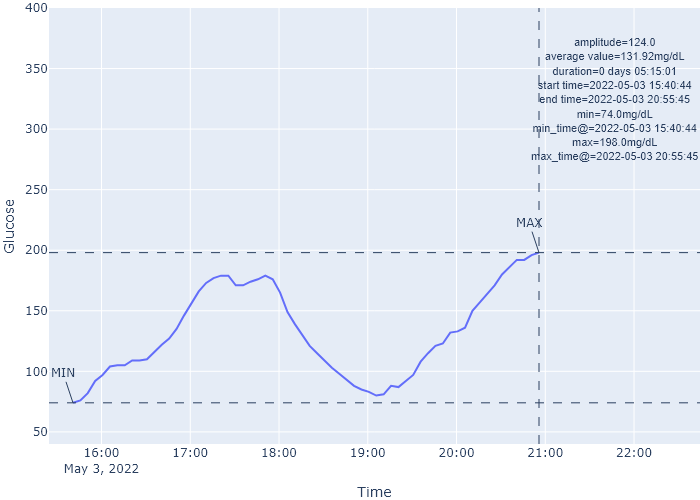 400
350
300
250
200
150
100
50
Glucose
amplitude=124.0
average value=131.92mg/dL
duration=0 days 05:15:01
start time=2022-05-03 15:40:44
end time=2022-05-03 20:55:45
min=74.0mg/dL
min_time@=2022-05-03 15:40:44
max=198.0mg/dL
max_time@=2022-05-03 20:55:45
MAX
MIN
16:00 17:00 18:00 19:00 20:00 21:00 22:00
May 3, 2022
Time